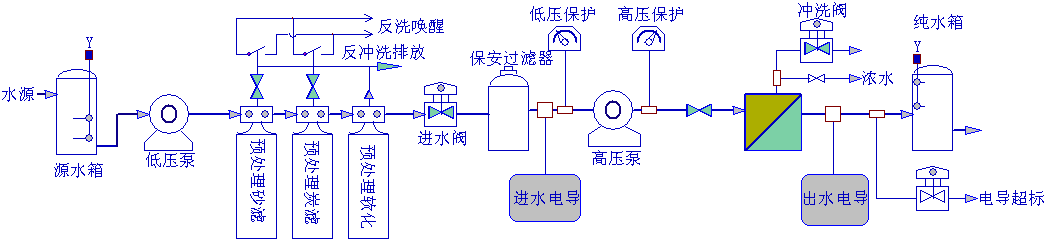 低压保护
高压保护
冲洗阀
纯水箱
反洗唤醒
反冲洗排放
Y
保安过滤器
Y
水源
浓水
源水箱
低压泵
预处理砂滤
预处理炭滤
预处理软化
进水阀
高压泵
进水电导
出水电导
电导超标